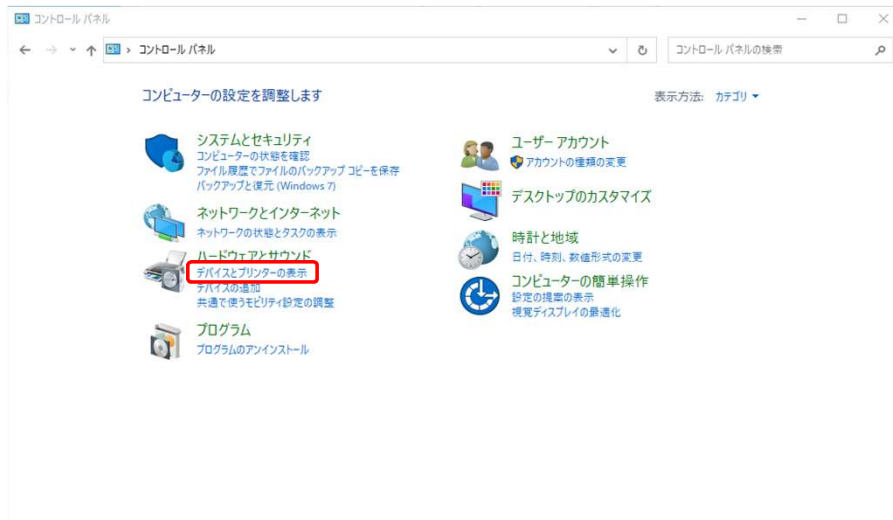 コントロール パネル
コントロール パネル
コントロール パネルの検索
コンピューターの設定を調整します
表示方法: カテゴリ
システムとセキュリティ
コンピューターの状態を確認
ファイル履歴でファイルのバックアップ コピーを保存
バックアップと復元 (Windows 7)
ネットワークとインターネット
ネットワークの状態とタスクの表示
ハードウェアとサウンド
デバイスとプリンターの表示
デバイスの追加
共通で使うモビリティ設定の調整
プログラム
プログラムのアンインストール
ユーザー アカウント
アカウントの種類の変更
デスクトップのカスタマイズ
時計と地域
日付、時刻、数値形式の変更
コンピューターの簡単操作
設定の提案の表示
視覚ディスプレイの最適化